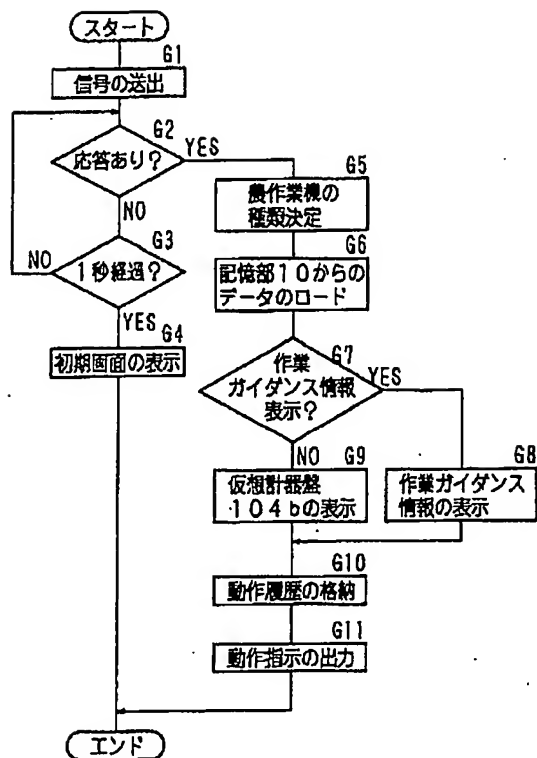 スタート
G1
信号の送出
G2
応答あり?
YES
NO
G3
1秒経過?
NO
YES
G4
初期画面の表示
G5
農作業機の
種類決定
G6
記憶部10からの
データのロード
G7
作業
ガイダンス情報
表示?
YES
NO
G9
仮想計器盤
104bの表示
G8
作業ガイダンス
情報の表示
G10
動作履歴の格納
G11
動作指示の出力
エンド